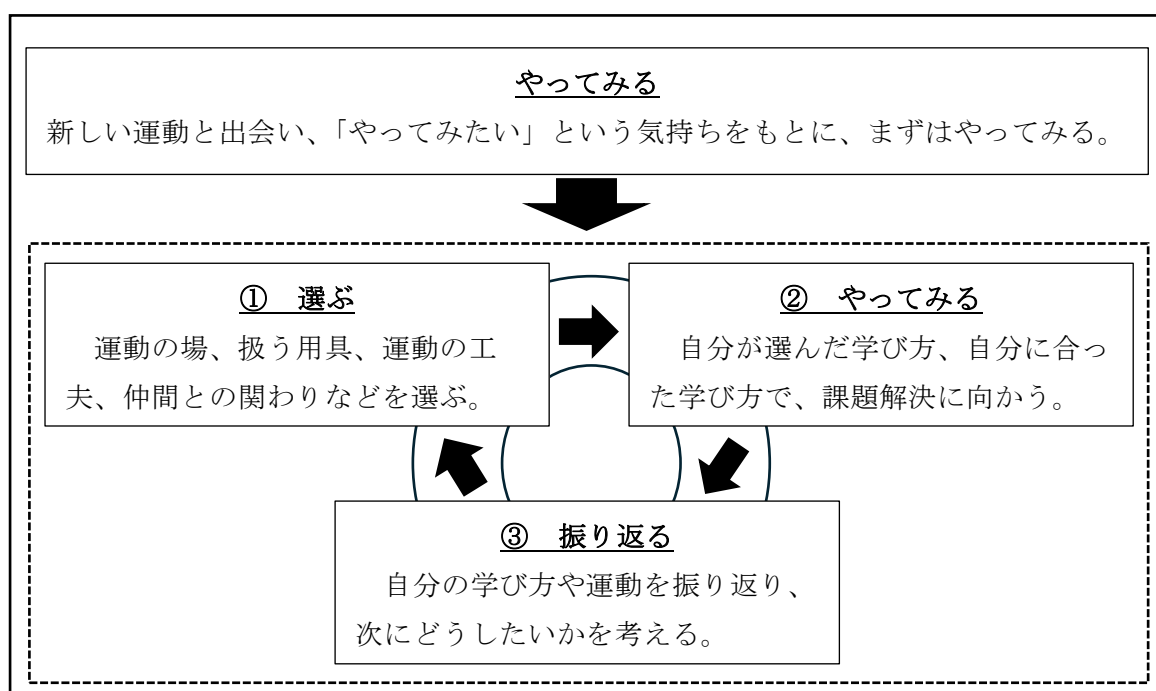 やってみる
新しい運動と出会い、「やってみたい」という気持ちをもとに、まずはやってみる。
① 選ぶ
運動の場、扱う用具、運動の工
夫、仲間との関わりなどを選ぶ。
② やってみる
自分が選んだ学び方、自分に合っ
た学び方で、課題解決に向かう。
③ 振り返る
自分の学び方や運動を振り返り、
次にどうしたいかを考える。